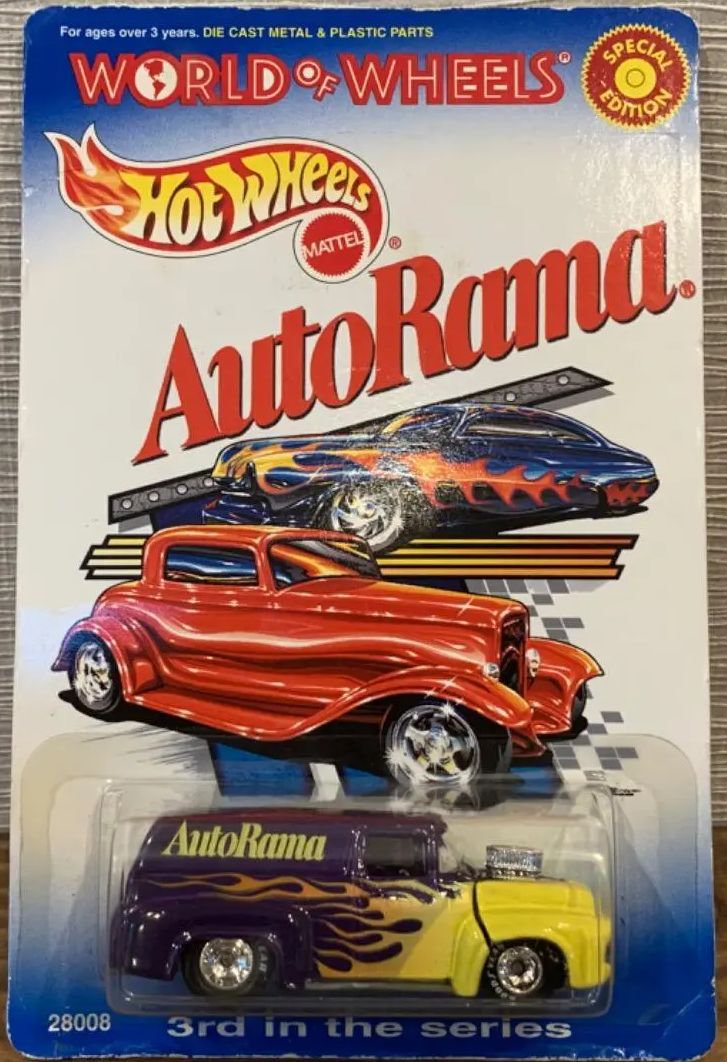 For ages over 3 years. DIE CAST METAL & PLASTIC PARTS
WORLD OF WHEELS®
SPECIAL
EDITION
Hot Wheels
MATTEL
®
AutoRama®
AutoRama
28008
3rd in the series